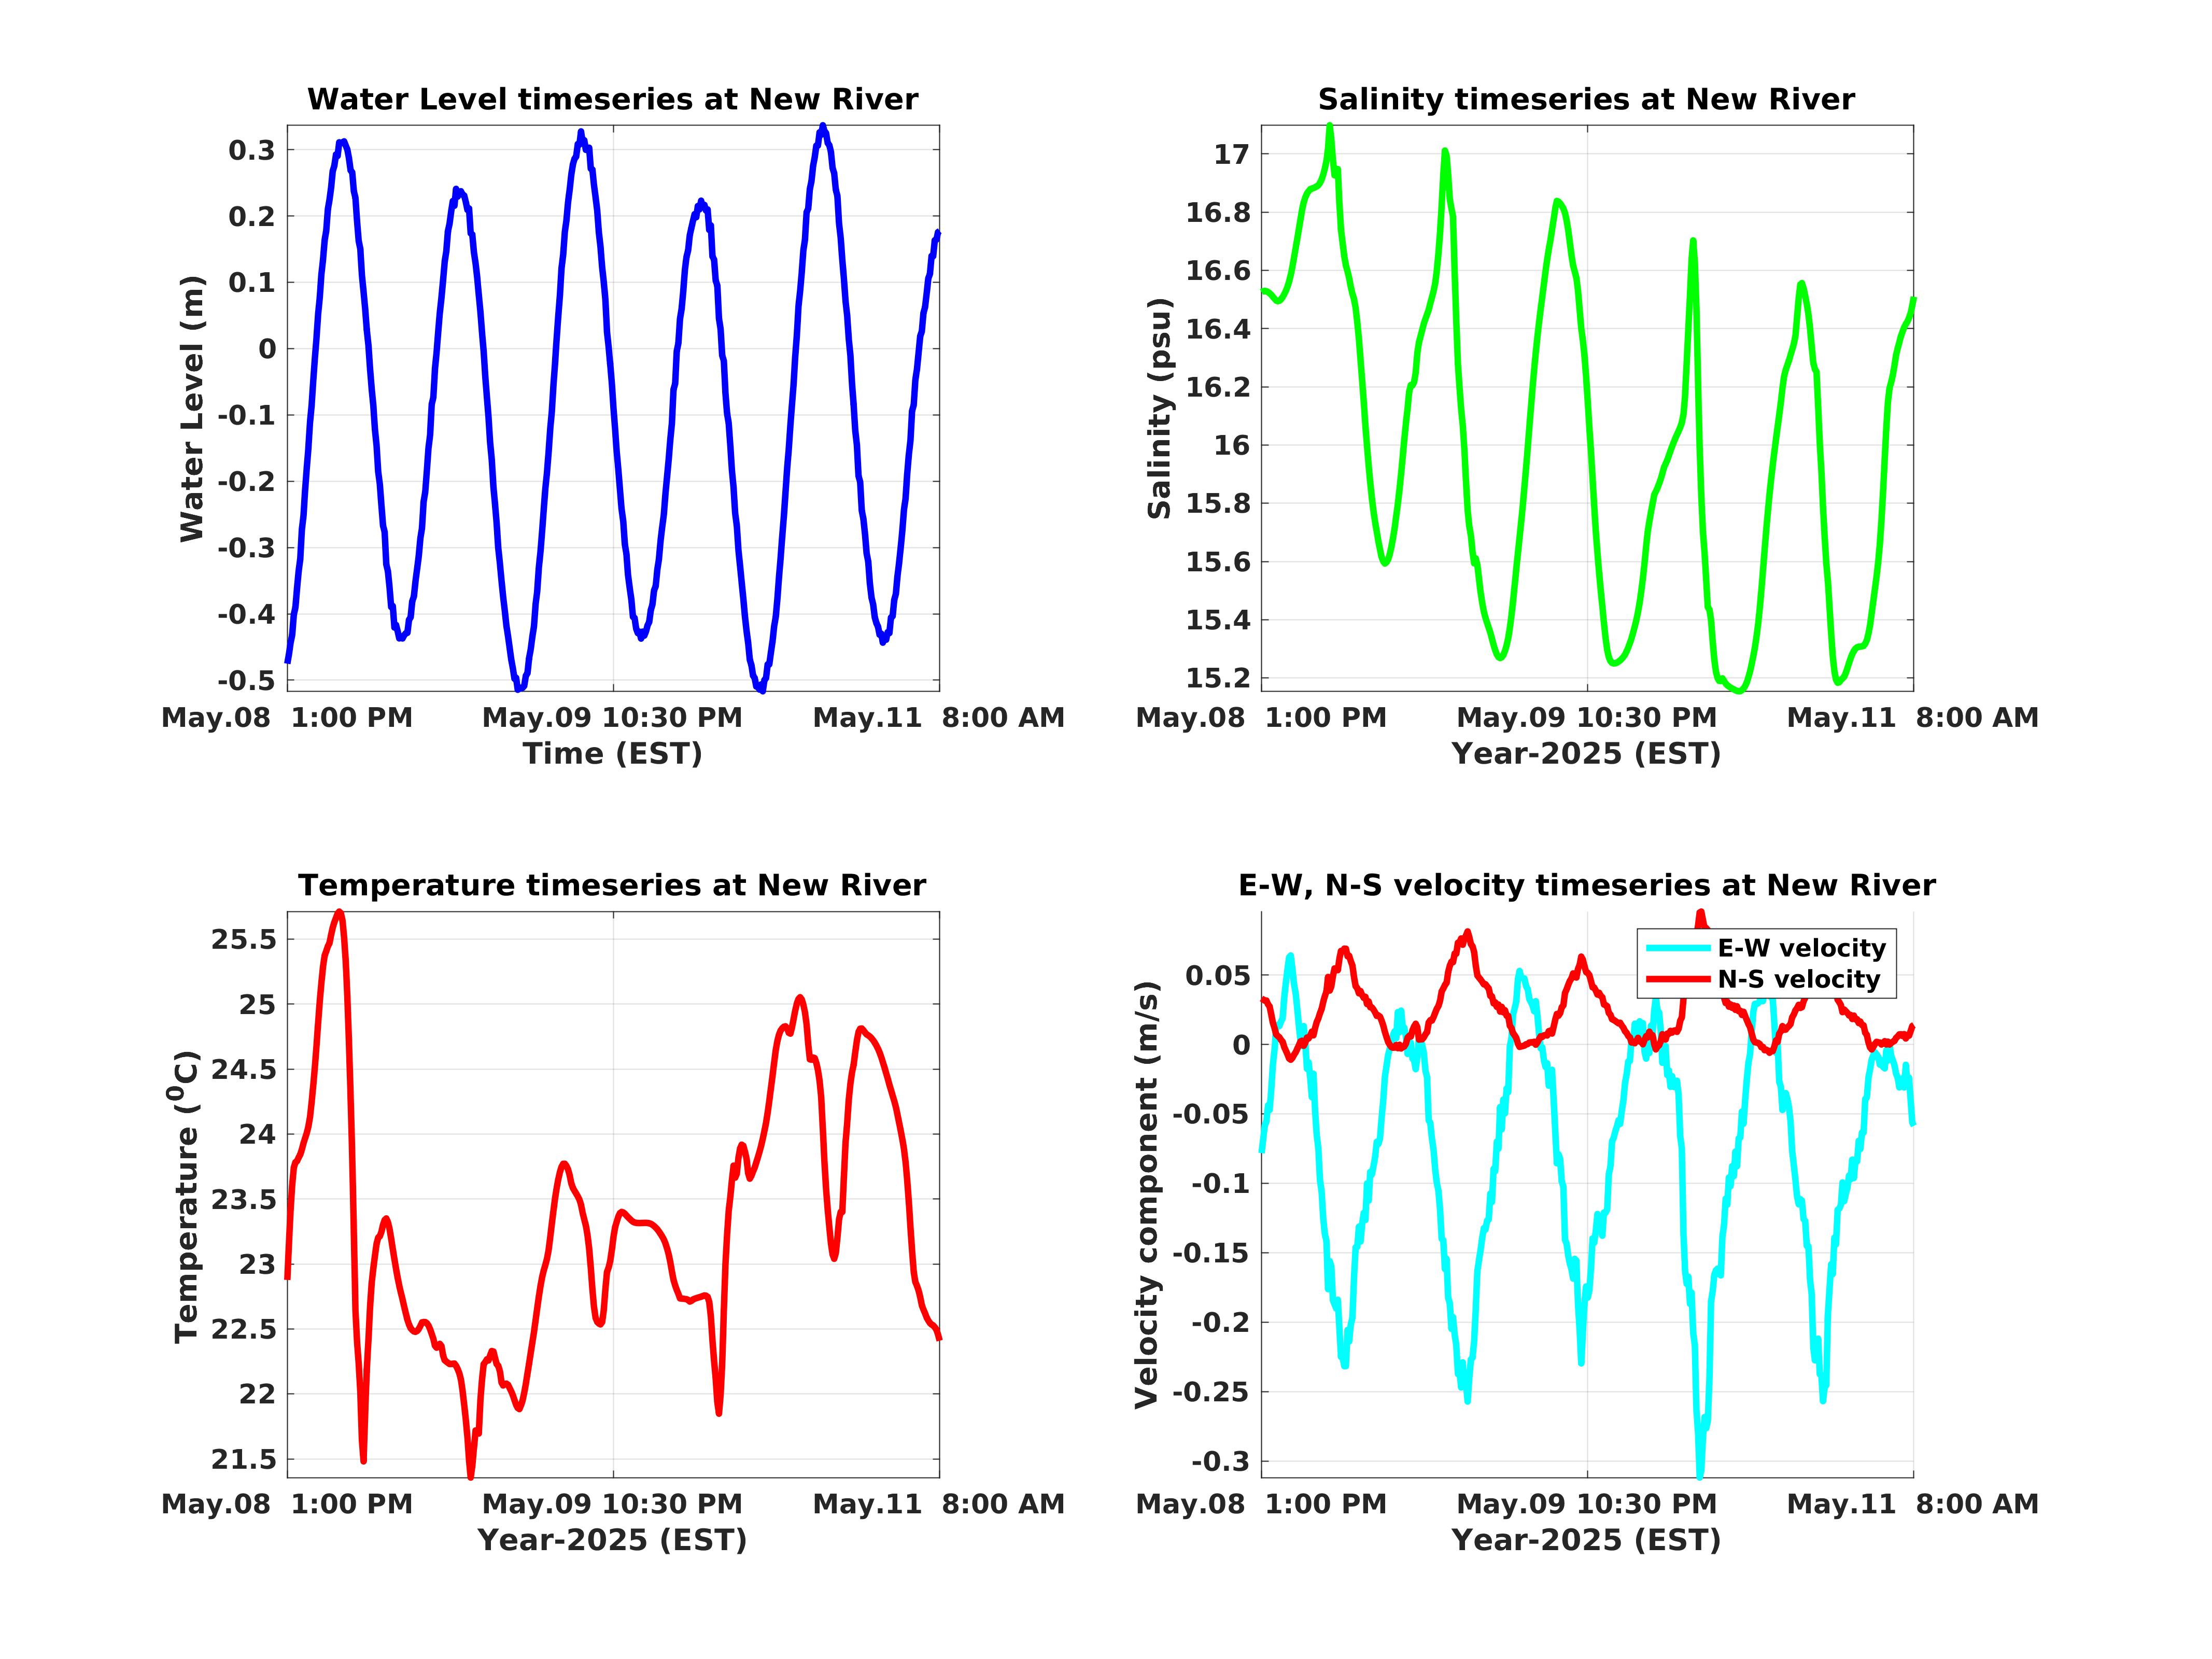 Water Level timeseries at New River
0.3
0.2
0.1
0
-0.1
-0.2
-0.3
-0.4
-0.5
Water Level (m)
May.08 1:00 PM May.09 10:30 PM May.11 8:00 AM
Time (EST)
Salinity timeseries at New River
17
16.8
16.6
16.4
16.2
16
15.8
15.6
15.4
15.2
Salinity (psu)
May.08 1:00 PM May.09 10:30 PM May.11 8:00 AM
Year-2025 (EST)
Temperature timeseries at New River
25.5
25
24.5
24
23.5
23
22.5
22
21.5
Temperature (⁰C)
May.08 1:00 PM May.09 10:30 PM May.11 8:00 AM
Year-2025 (EST)
E-W, N-S velocity timeseries at New River
E-W velocity
N-S velocity
0.05
0
-0.05
-0.1
-0.15
-0.2
-0.25
-0.3
Velocity component (m/s)
May.08 1:00 PM May.09 10:30 PM May.11 8:00 AM
Year-2025 (EST)